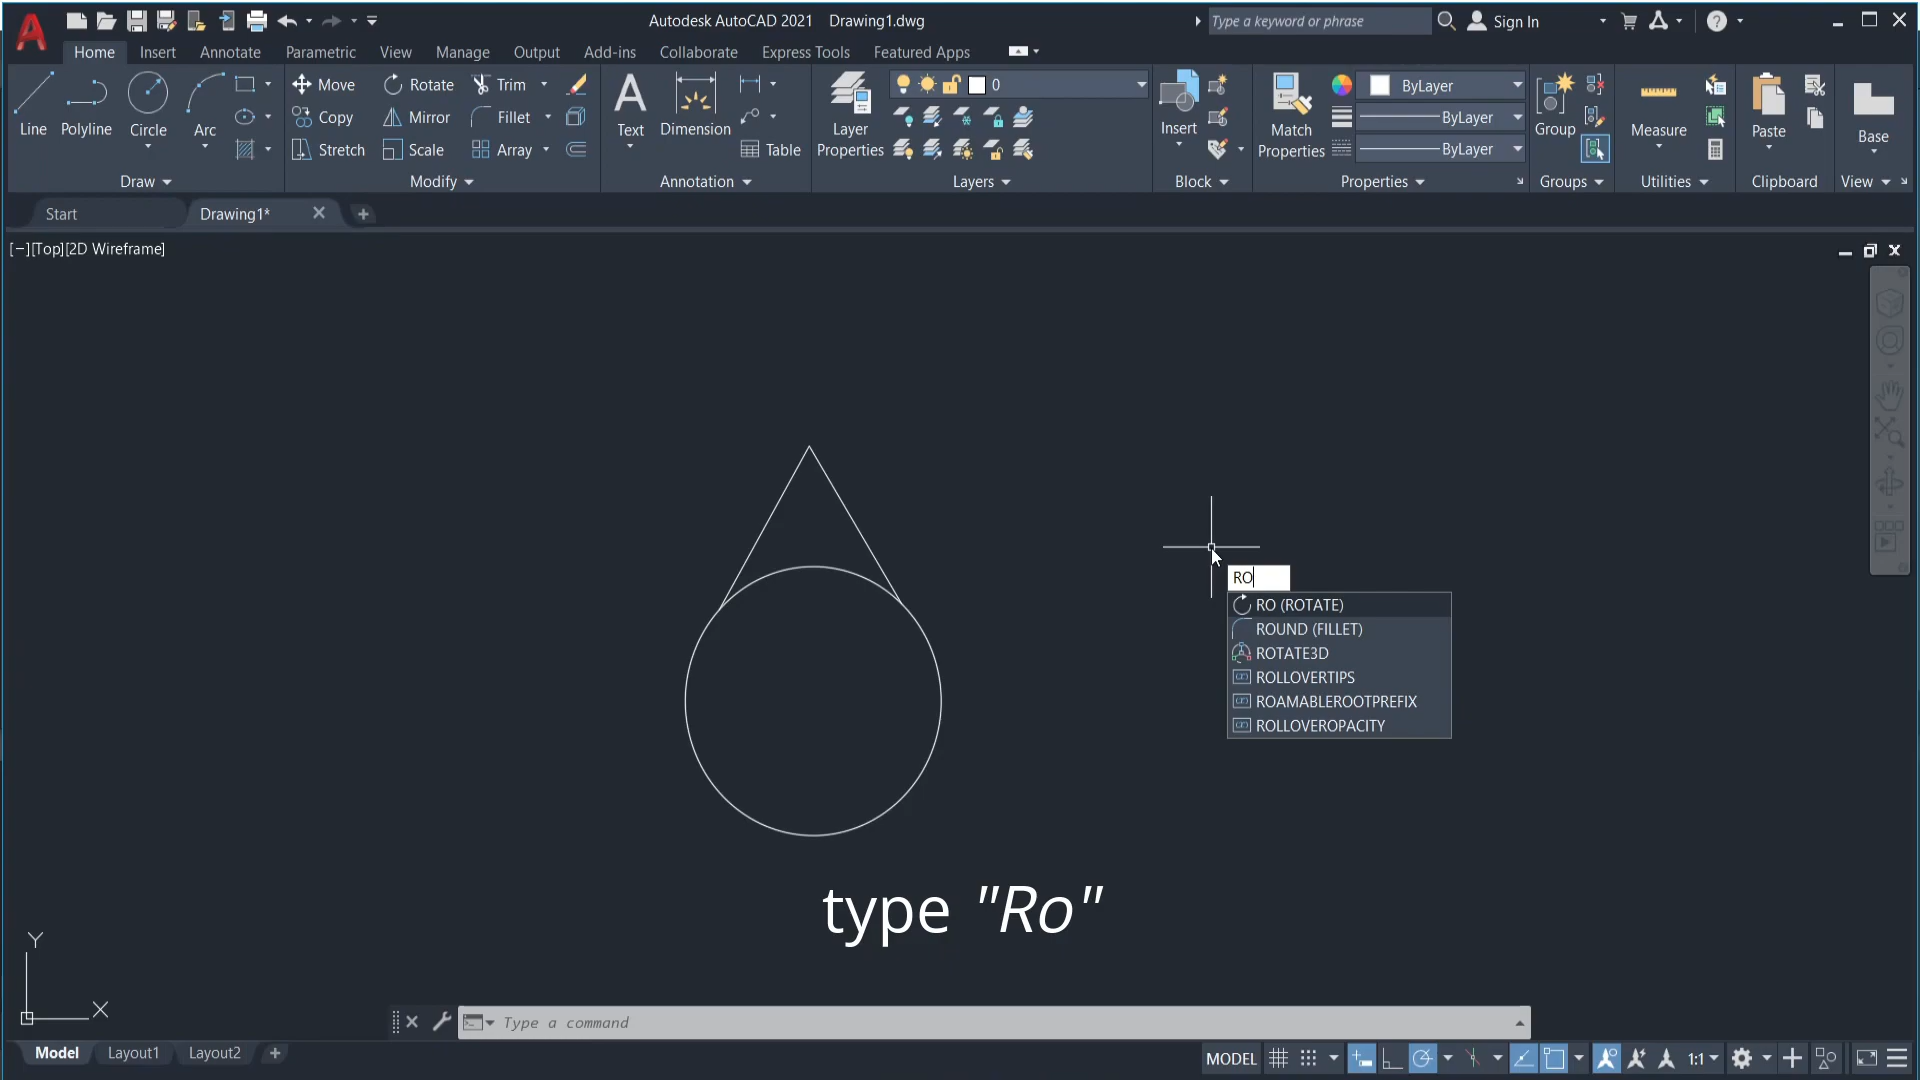 Autodesk AutoCAD 2021 Drawing1.dwg
Type a keyword or phrase
Sign In
Home Insert Annotate Parametric View Manage Output Add-ins Collaborate Express Tools Featured Apps
Line
Polyline
Circle
Arc
Move
Rotate
Trim
Copy
Mirror
Fillet
Stretch
Scale
Array
Text
Dimension
Table
Layer
Properties
0
Insert
Match
Properties
ByLayer
ByLayer
ByLayer
Group
Measure
Paste
Base
Draw
Modify
Annotation
Layers
Block
Properties
Groups
Utilities
Clipboard
View
Start
Drawing1*
[−][Top][2D Wireframe]
RO
RO (ROTATE)
ROUND (FILLET)
ROTATE3D
ROLLOVERTIPS
ROAMABLEROOTPREFIX
ROLLOVEROPACITY
type "Ro"
Y
X
Type a command
Model Layout1 Layout2
MODEL
1:1